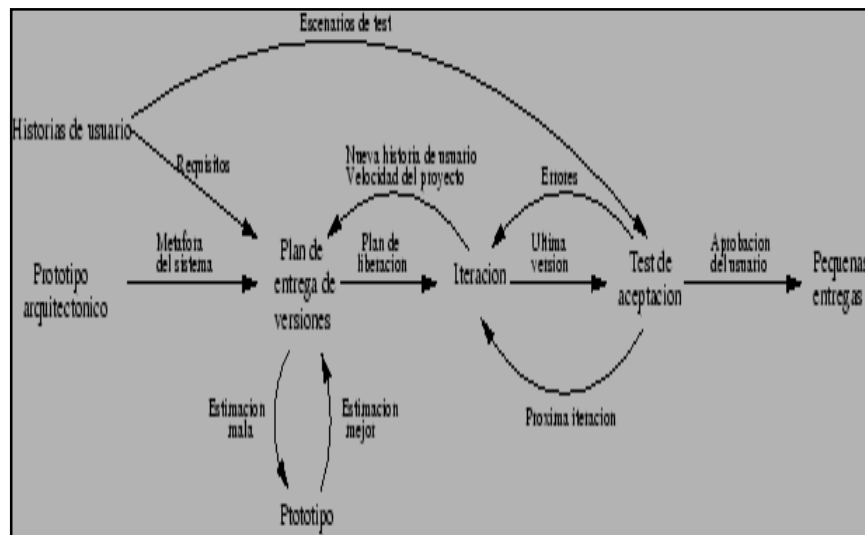 Escenarios de test
Historias de usuario
Requisitos
Nueva historia de usuario
Velocidad del proyecto
Errores
Prototipo
arquitectonico
Metafora
del sistema
Plan de
entrega de
versiones
Plan de
liberacion
Iteracion
Ultima
version
Test de
aceptacion
Aprobacion
del usuario
Pequenas
entregas
Estimacion
mala
Estimacion
mejor
Proxima iteracion
Ptototipo